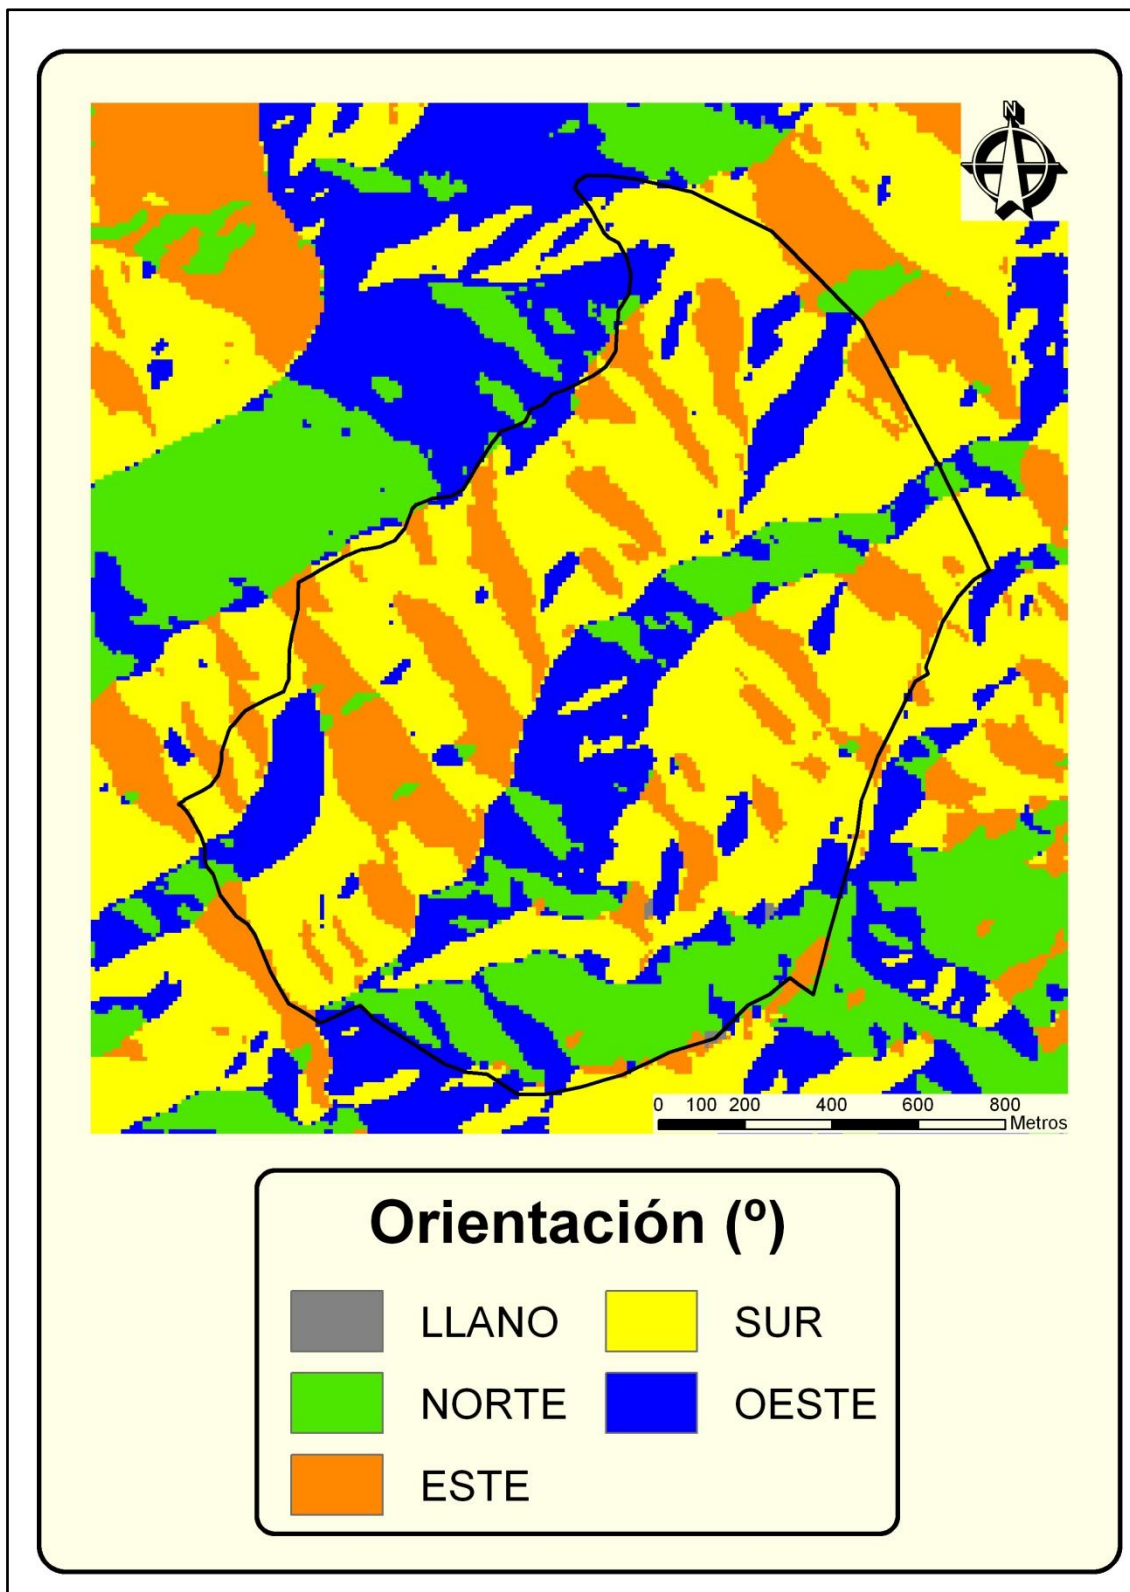 N
0 100 200 400 600 800
Metros
Orientación (º)
LLANO SUR
NORTE OESTE
ESTE